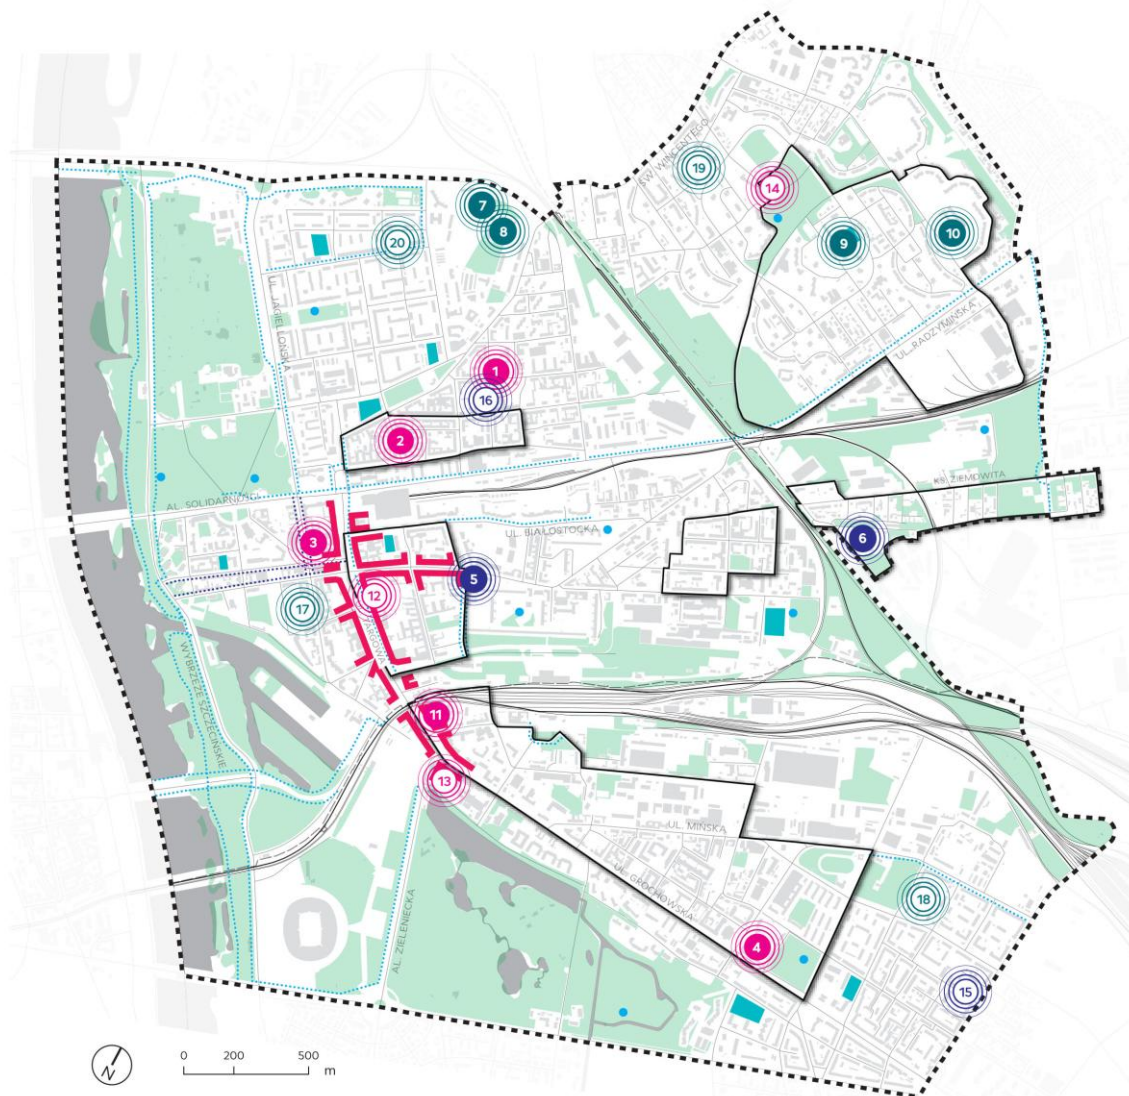 ŚW. WINCENTEGO
19
14
7
8
20
9
10
UL. JAGIELLOŃSKA
UL. RADZYMIŃSKA
1
16
2
KS. ZIEMOWITA
AL. SOLIDARNOŚCI
UL. BIAŁOSTOCKA
3
6
5
12
17
TARGOWA
WYBRZEŻE SZCZECIŃSKIE
11
13
UL. MIŃSKA
UL. GROCHOWSKA
18
AL. ZIELENIECKA
4
15
N
0 200 500
m